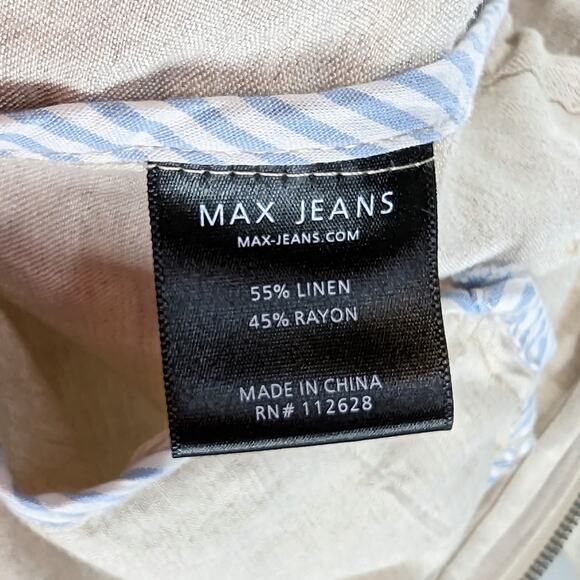 MAX JEANS
MAX-JEANS.COM
55% LINEN
45% RAYON
MADE IN CHINA
RN# 112628